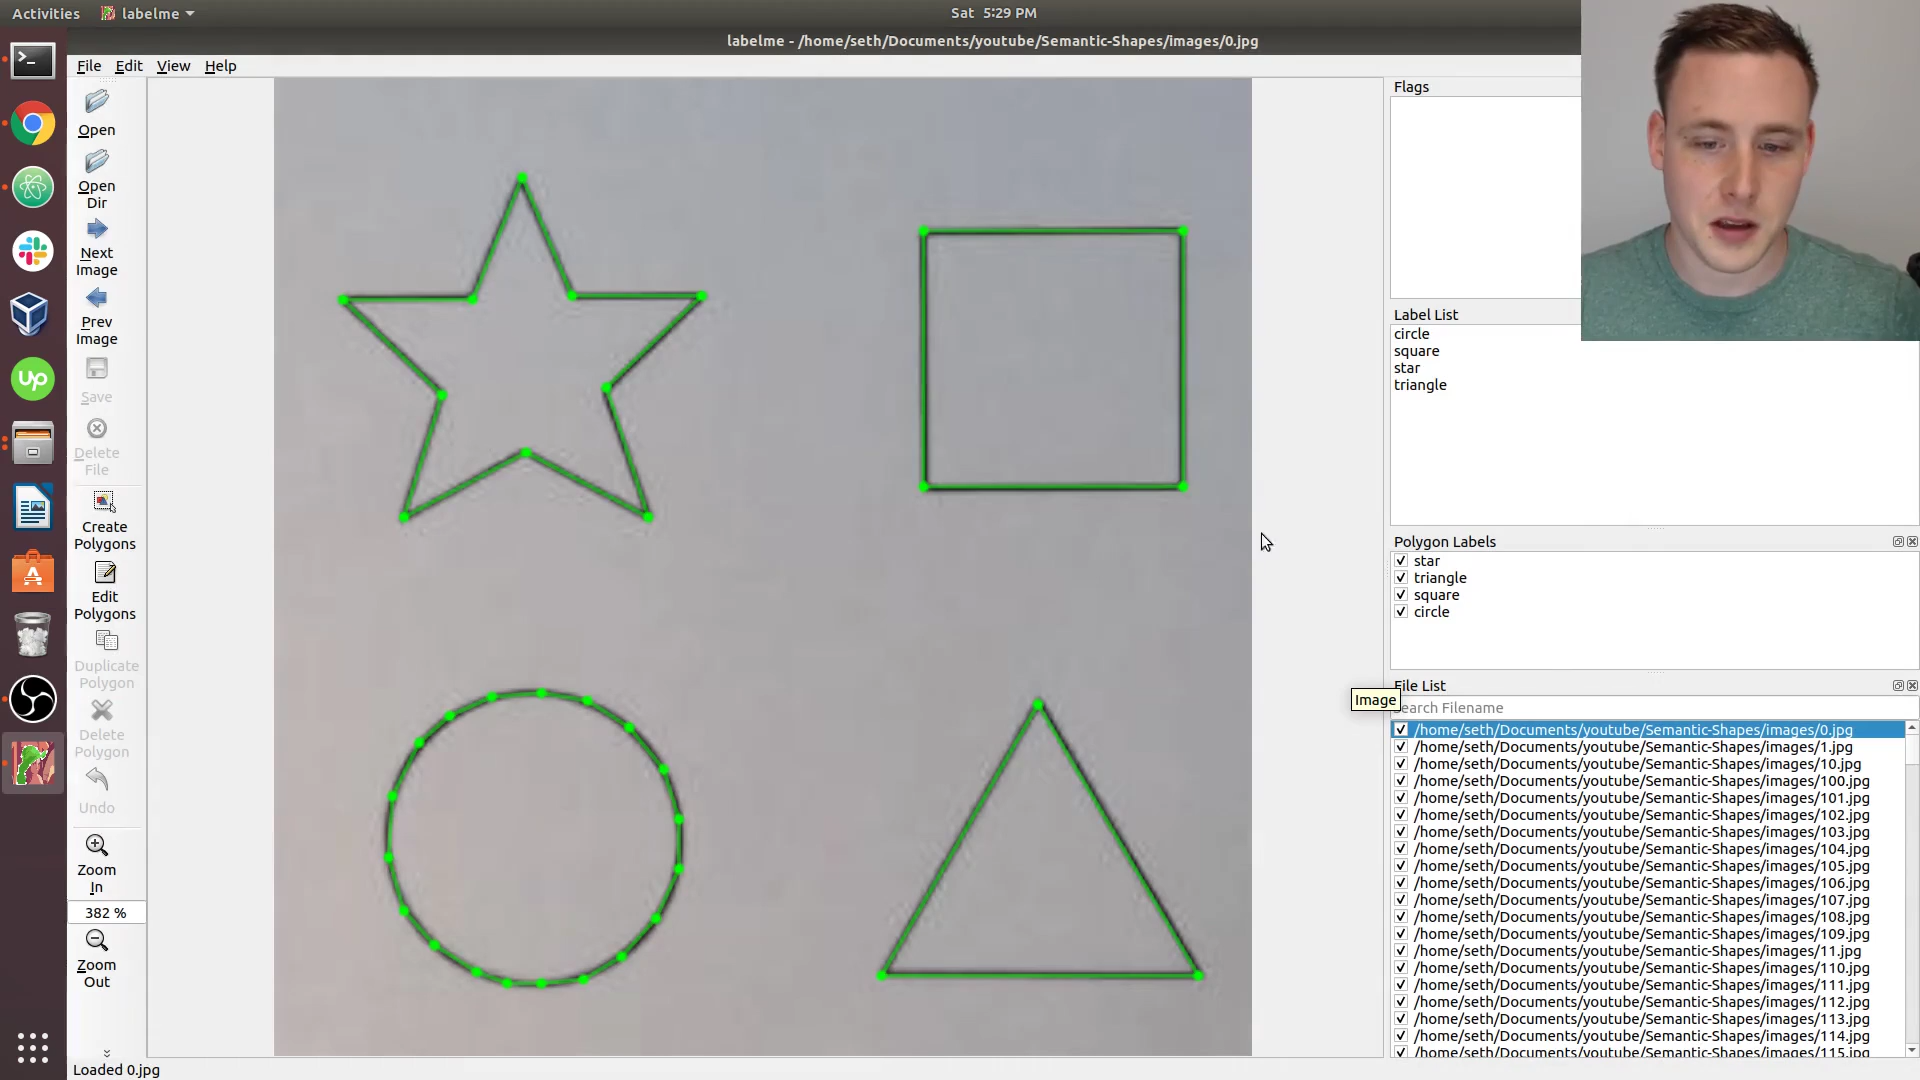 Activities
labelme
Sat 5:29 PM
labelme - /home/seth/Documents/youtube/Semantic-Shapes/images/0.jpg
File Edit View Help
Open
Open
Dir
Next
Image
Prev
Image
Save
Delete
File
Create
Polygons
Edit
Polygons
Duplicate
Polygon
Delete
Polygon
Undo
Zoom
In
382 %
Zoom
Out
Up
Flags
Label List
circle
square
star
triangle
Polygon Labels
star
triangle
square
circle
Image
File List
Search Filename
/home/seth/Documents/youtube/Semantic-Shapes/images/0.jpg
/home/seth/Documents/youtube/Semantic-Shapes/images/1.jpg
/home/seth/Documents/youtube/Semantic-Shapes/images/10.jpg
/home/seth/Documents/youtube/Semantic-Shapes/images/100.jpg
/home/seth/Documents/youtube/Semantic-Shapes/images/101.jpg
/home/seth/Documents/youtube/Semantic-Shapes/images/102.jpg
/home/seth/Documents/youtube/Semantic-Shapes/images/103.jpg
/home/seth/Documents/youtube/Semantic-Shapes/images/104.jpg
/home/seth/Documents/youtube/Semantic-Shapes/images/105.jpg
/home/seth/Documents/youtube/Semantic-Shapes/images/106.jpg
/home/seth/Documents/youtube/Semantic-Shapes/images/107.jpg
/home/seth/Documents/youtube/Semantic-Shapes/images/108.jpg
/home/seth/Documents/youtube/Semantic-Shapes/images/109.jpg
/home/seth/Documents/youtube/Semantic-Shapes/images/11.jpg
/home/seth/Documents/youtube/Semantic-Shapes/images/110.jpg
/home/seth/Documents/youtube/Semantic-Shapes/images/111.jpg
/home/seth/Documents/youtube/Semantic-Shapes/images/112.jpg
/home/seth/Documents/youtube/Semantic-Shapes/images/113.jpg
/home/seth/Documents/youtube/Semantic-Shapes/images/114.jpg
/home/seth/Documents/youtube/Semantic-Shapes/images/115.jpg
Loaded 0.jpg